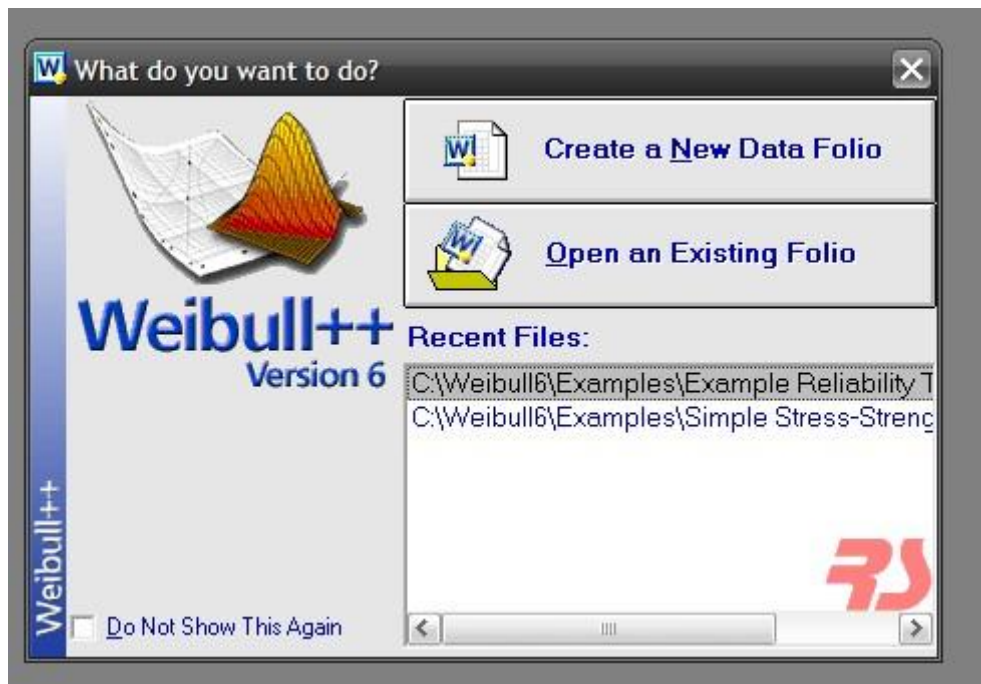 What do you want to do?
Create a New Data Folio
Open an Existing Folio
Weibull++
Version 6
Recent Files:
C:\Weibull6\Examples\Example Reliability T
C:\Weibull6\Examples\Simple Stress-Streng
RS
Weibull++
Do Not Show This Again